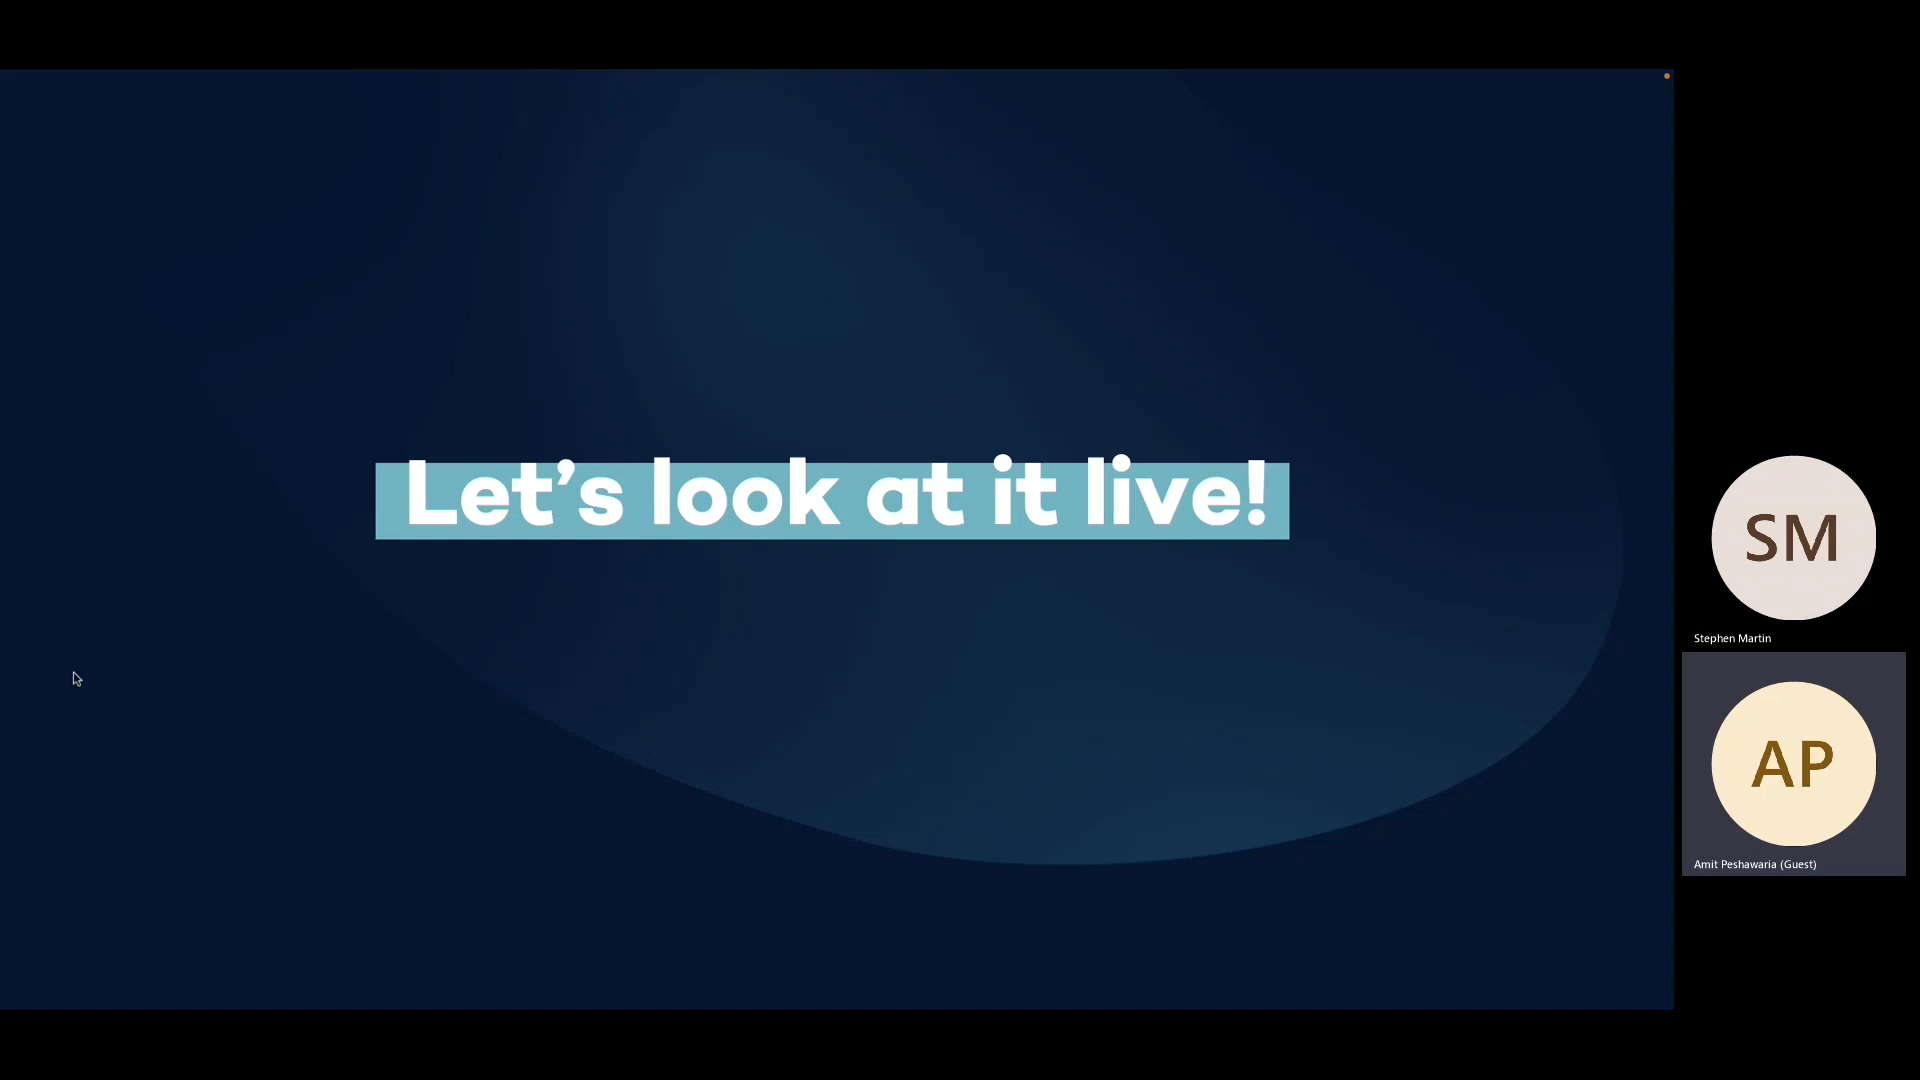 Let’s look at it live!
SM
Stephen Martin
AP
Amit Peshawaria (Guest)